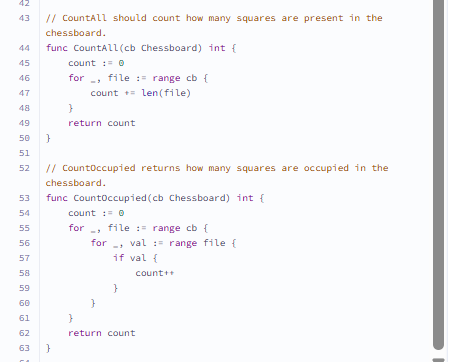 42
43 // CountAll should count how many squares are present in the
chessboard.
44 func CountAll(cb Chessboard) int {
45     count := 0
46     for _, file := range cb {
47         count += len(file)
48     }
49     return count
50 }
51
52 // CountOccupied returns how many squares are occupied in the
chessboard.
53 func CountOccupied(cb Chessboard) int {
54     count := 0
55     for _, file := range cb {
56         for _, val := range file {
57             if val {
58                 count++
59             }
60         }
61     }
62     return count
63 }